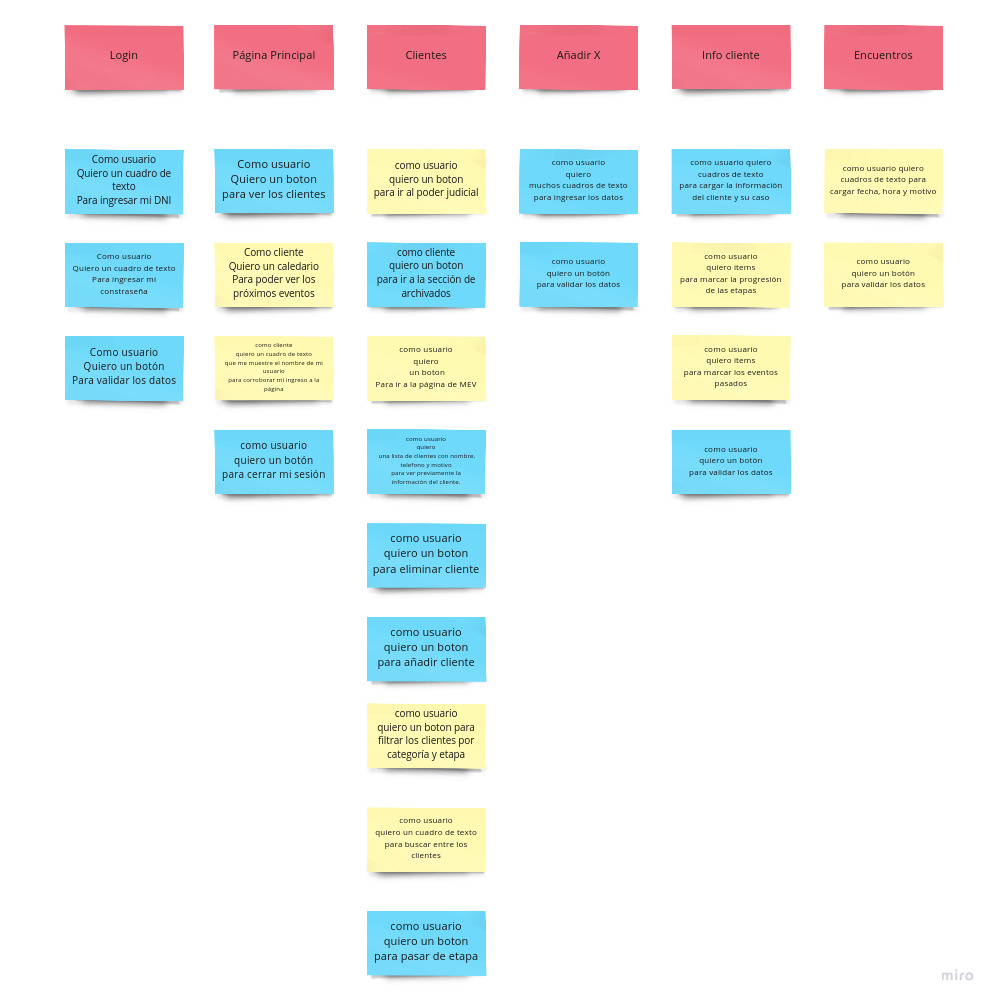 Login
Página Principal
Clientes
Añadir X
Info cliente
Encuentros
Como usuario
Quiero un cuadro de
texto
Para ingresar mi DNI
Como usuario
Quiero un boton
para ver los clientes
como usuario
quiero un boton
para ir al poder judicial
como usuario
quiero
muchos cuadros de texto
para ingresar los datos
como usuario quiero
cuadros de texto
para cargar la información
del cliente y su caso
como usuario quiero
cuadros de texto para
cargar fecha, hora y motivo
Como usuario
Quiero un cuadro de texto
Para ingresar mi
constraseña
Como cliente
Quiero un caledario
Para poder ver los
próximos eventos
como cliente
quiero un boton
para ir a la sección de
archivados
como usuario
quiero un botón
para validar los datos
como usuario
quiero items
para marcar la progresión
de las etapas
como usuario
quiero un botón
para validar los datos
Como usuario
Quiero un botón
Para validar los datos
como cliente
quiero un cuadro de texto
que me muestre el nombre de mi
usuario
para corroborar mi ingreso a la
página
como usuario
quiero
un boton
Para ir a la página de MEV
como usuario
quiero items
para marcar los eventos
pasados
como usuario
quiero un botón
para cerrar mi sesión
como usuario
quiero
una lista de clientes con nombre,
telefono y motivo
para ver previamente la
información del cliente.
como usuario
quiero un botón
para validar los datos
como usuario
quiero un boton
para eliminar cliente
como usuario
quiero un boton
para añadir cliente
como usuario
quiero un boton para
filtrar los clientes por
categoría y etapa
como usuario
quiero un cuadro de texto
para buscar entre los
clientes
como usuario
quiero un boton
para pasar de etapa
miro